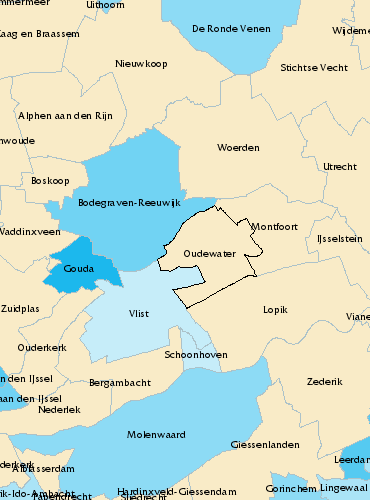 mmermeer
Uithoorn
De Ronde Venen
Kaag en Braassem
Wijdeme
Nieuwkoop
Stichtse Vecht
Alphen aan den Rijn
nwoude
Woerden
Utrecht
Boskoop
Bodegraven-Reeuwijk
Waddinxveen
Montfoort
IJsselstein
Oudewater
Gouda
Zuidplas
Vlist
Lopik
Viane
Ouderkerk
Schoonhoven
n den IJssel
Bergambacht
Zederik
aan den IJssel
Nederlek
Molenwaard
Giessenlanden
derkerk
Alblasserdam
Leerdam
rik-Ido-Ambacht
Papendrecht
Sliedrecht
Hardinxveld-Giessendam
Gorinchem
Lingewaal